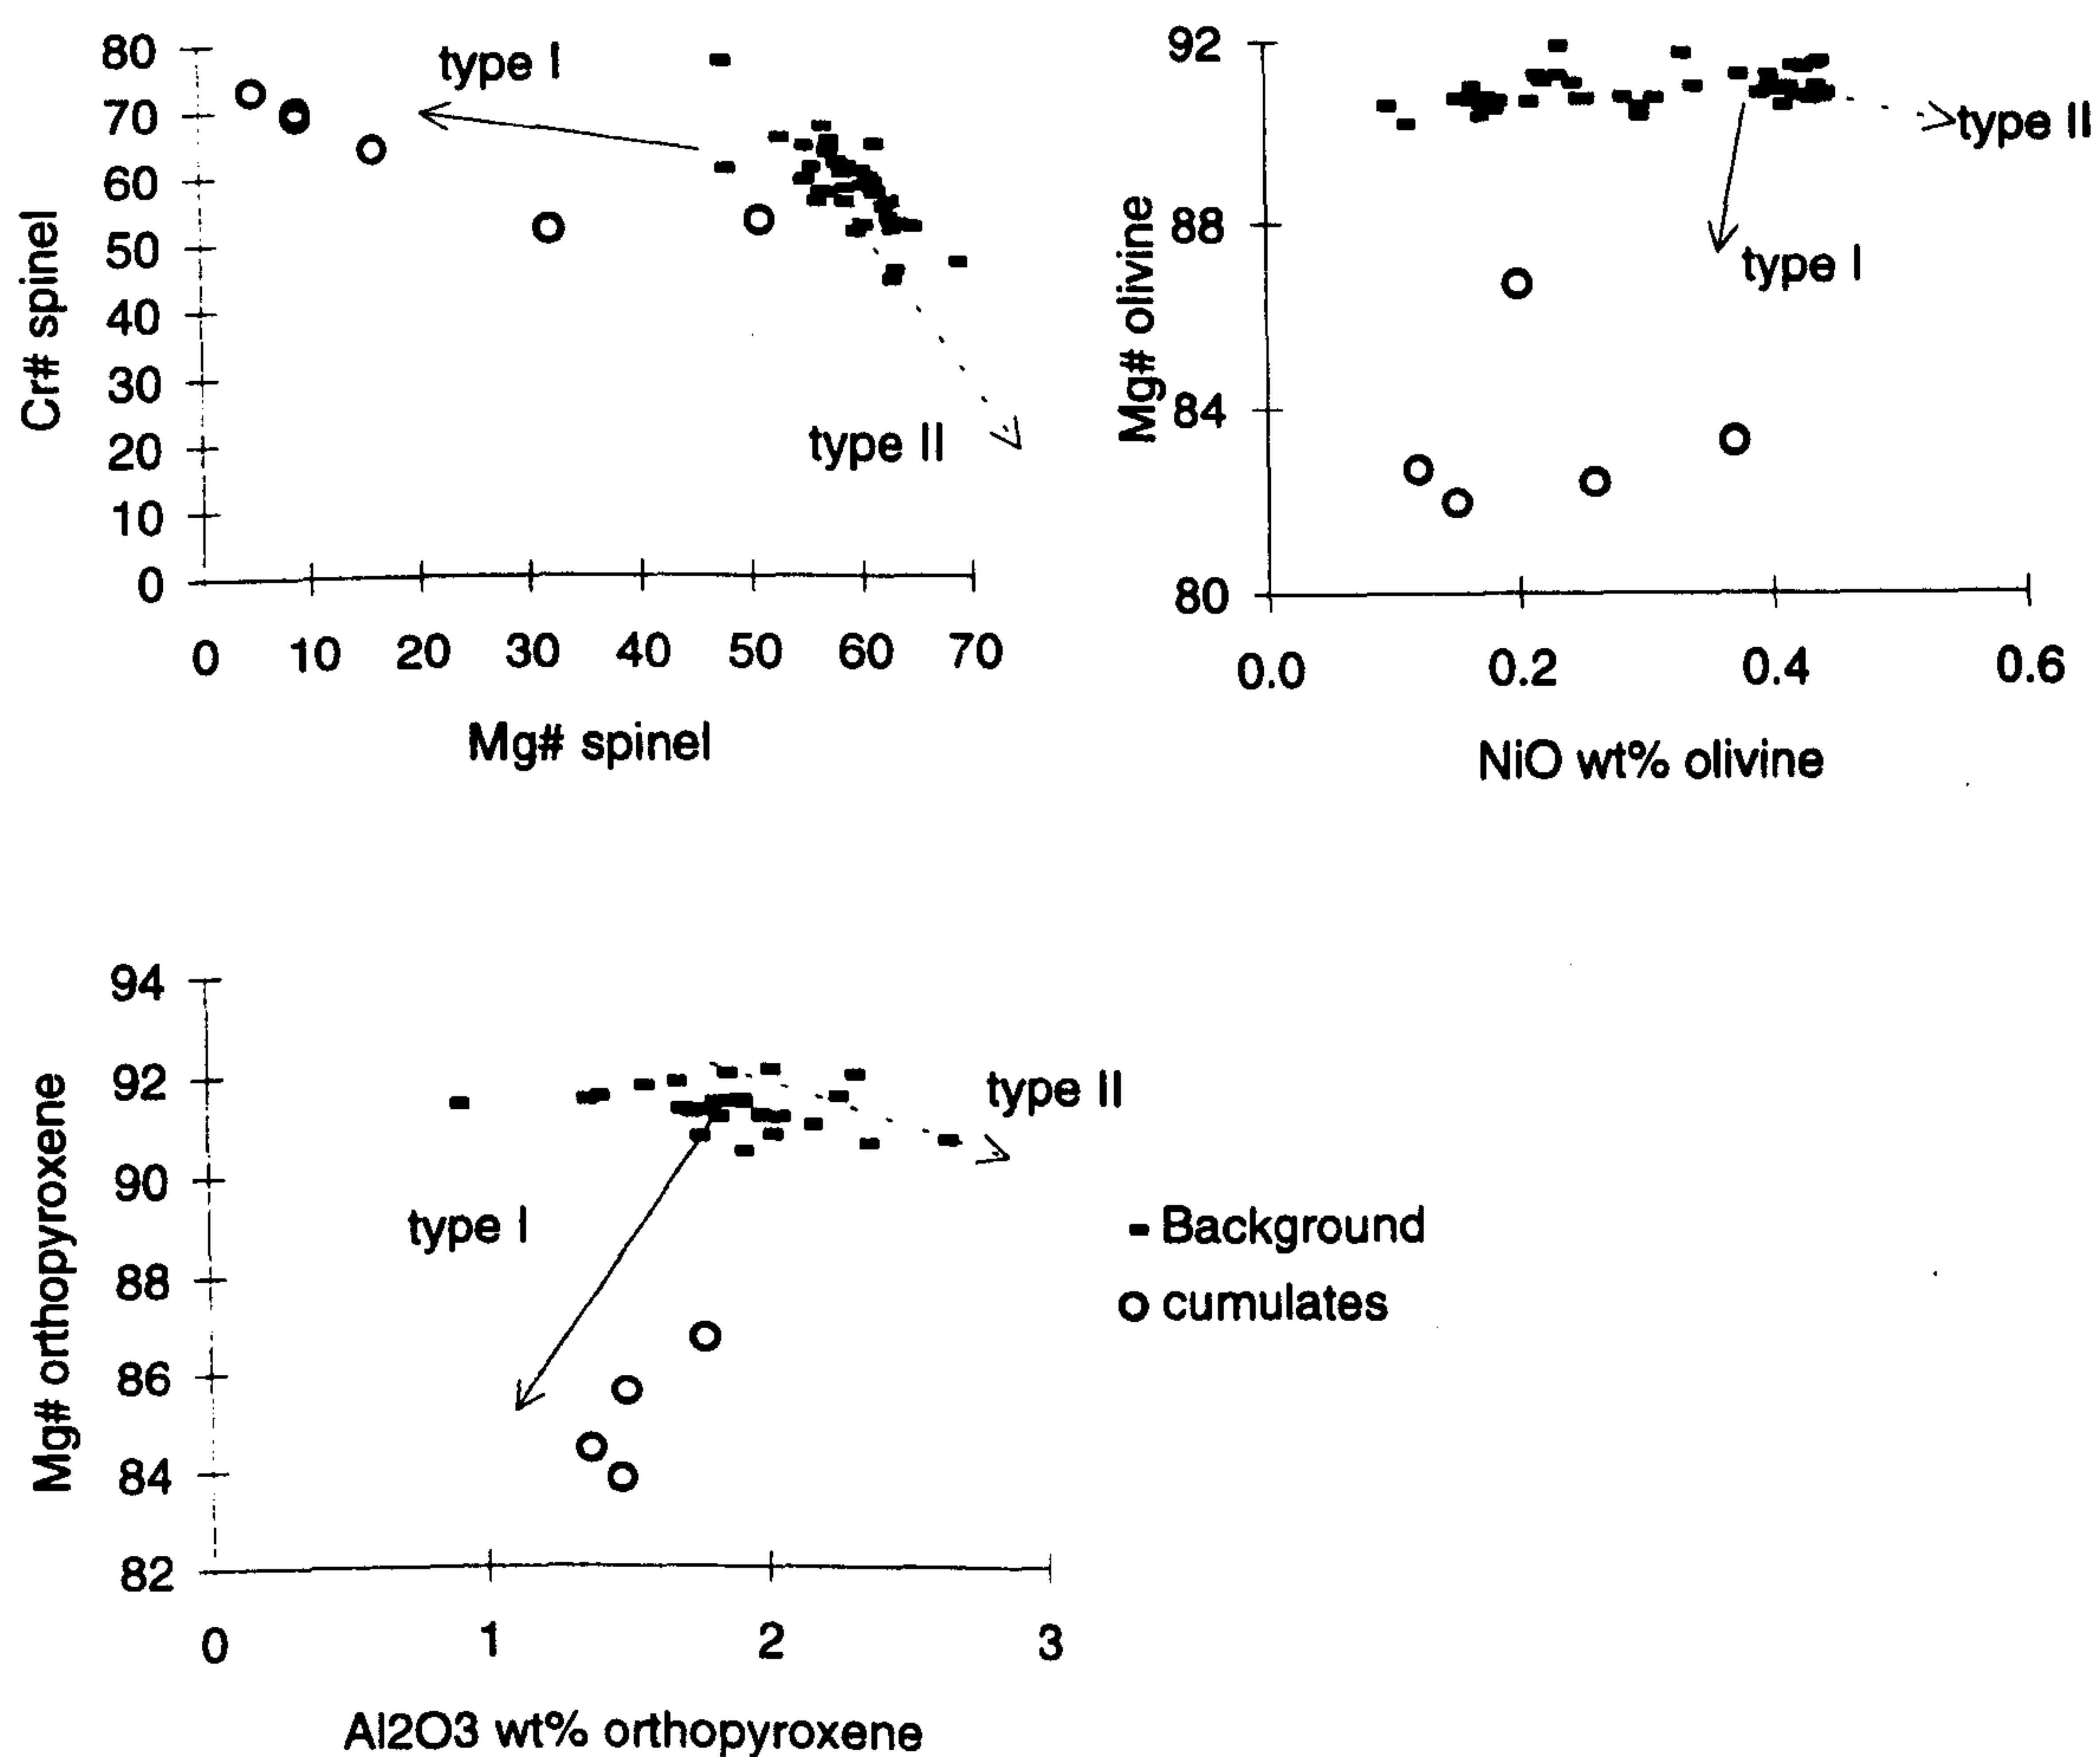 80
70
60
50
40
30
20
10
0
Cr# spinel
type I
type II
0 10 20 30 40 50 60 70
Mg# spinel
92
88
84
80
Mg# olivine
type II
type I
0.0 0.2 0.4 0.6
NiO wt% olivine
94
92
90
88
86
84
82
Mg# orthopyroxene
type II
type I
0 1 2 3
Al2O3 wt% orthopyroxene
Background
cumulates